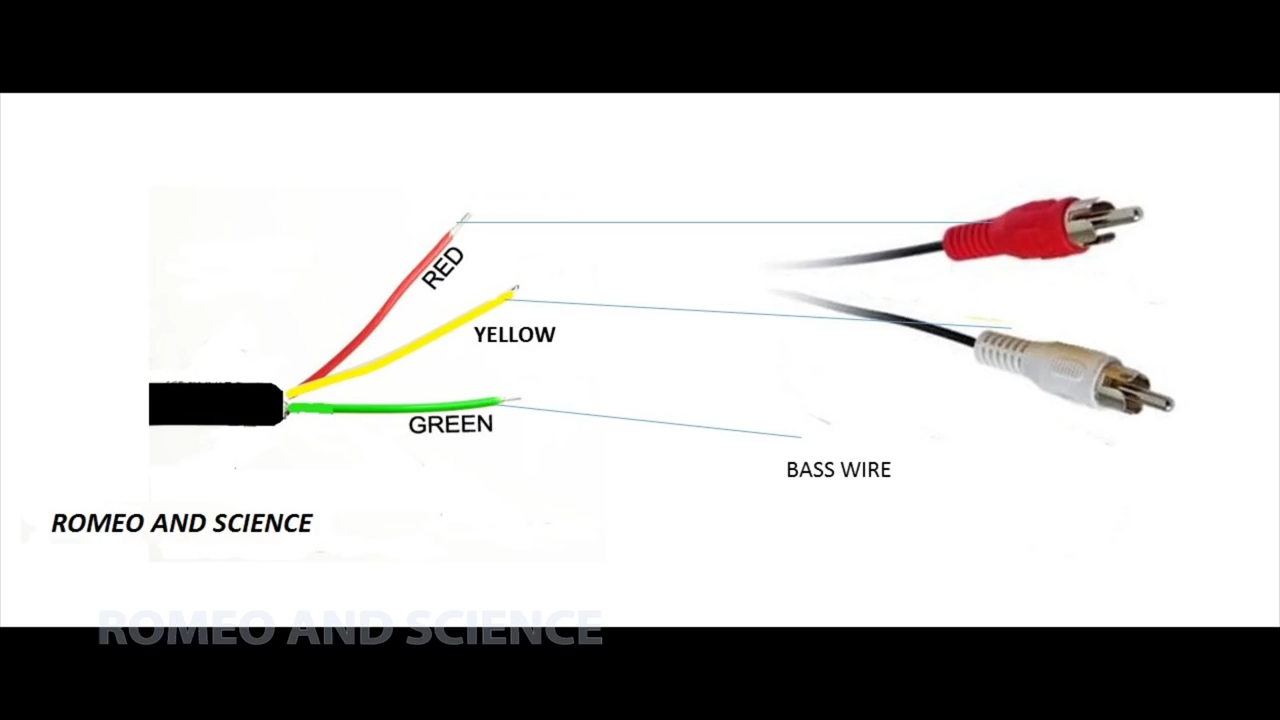 RED
YELLOW
GREEN
BASS WIRE
ROMEO AND SCIENCE
ROMEO AND SCIENCE